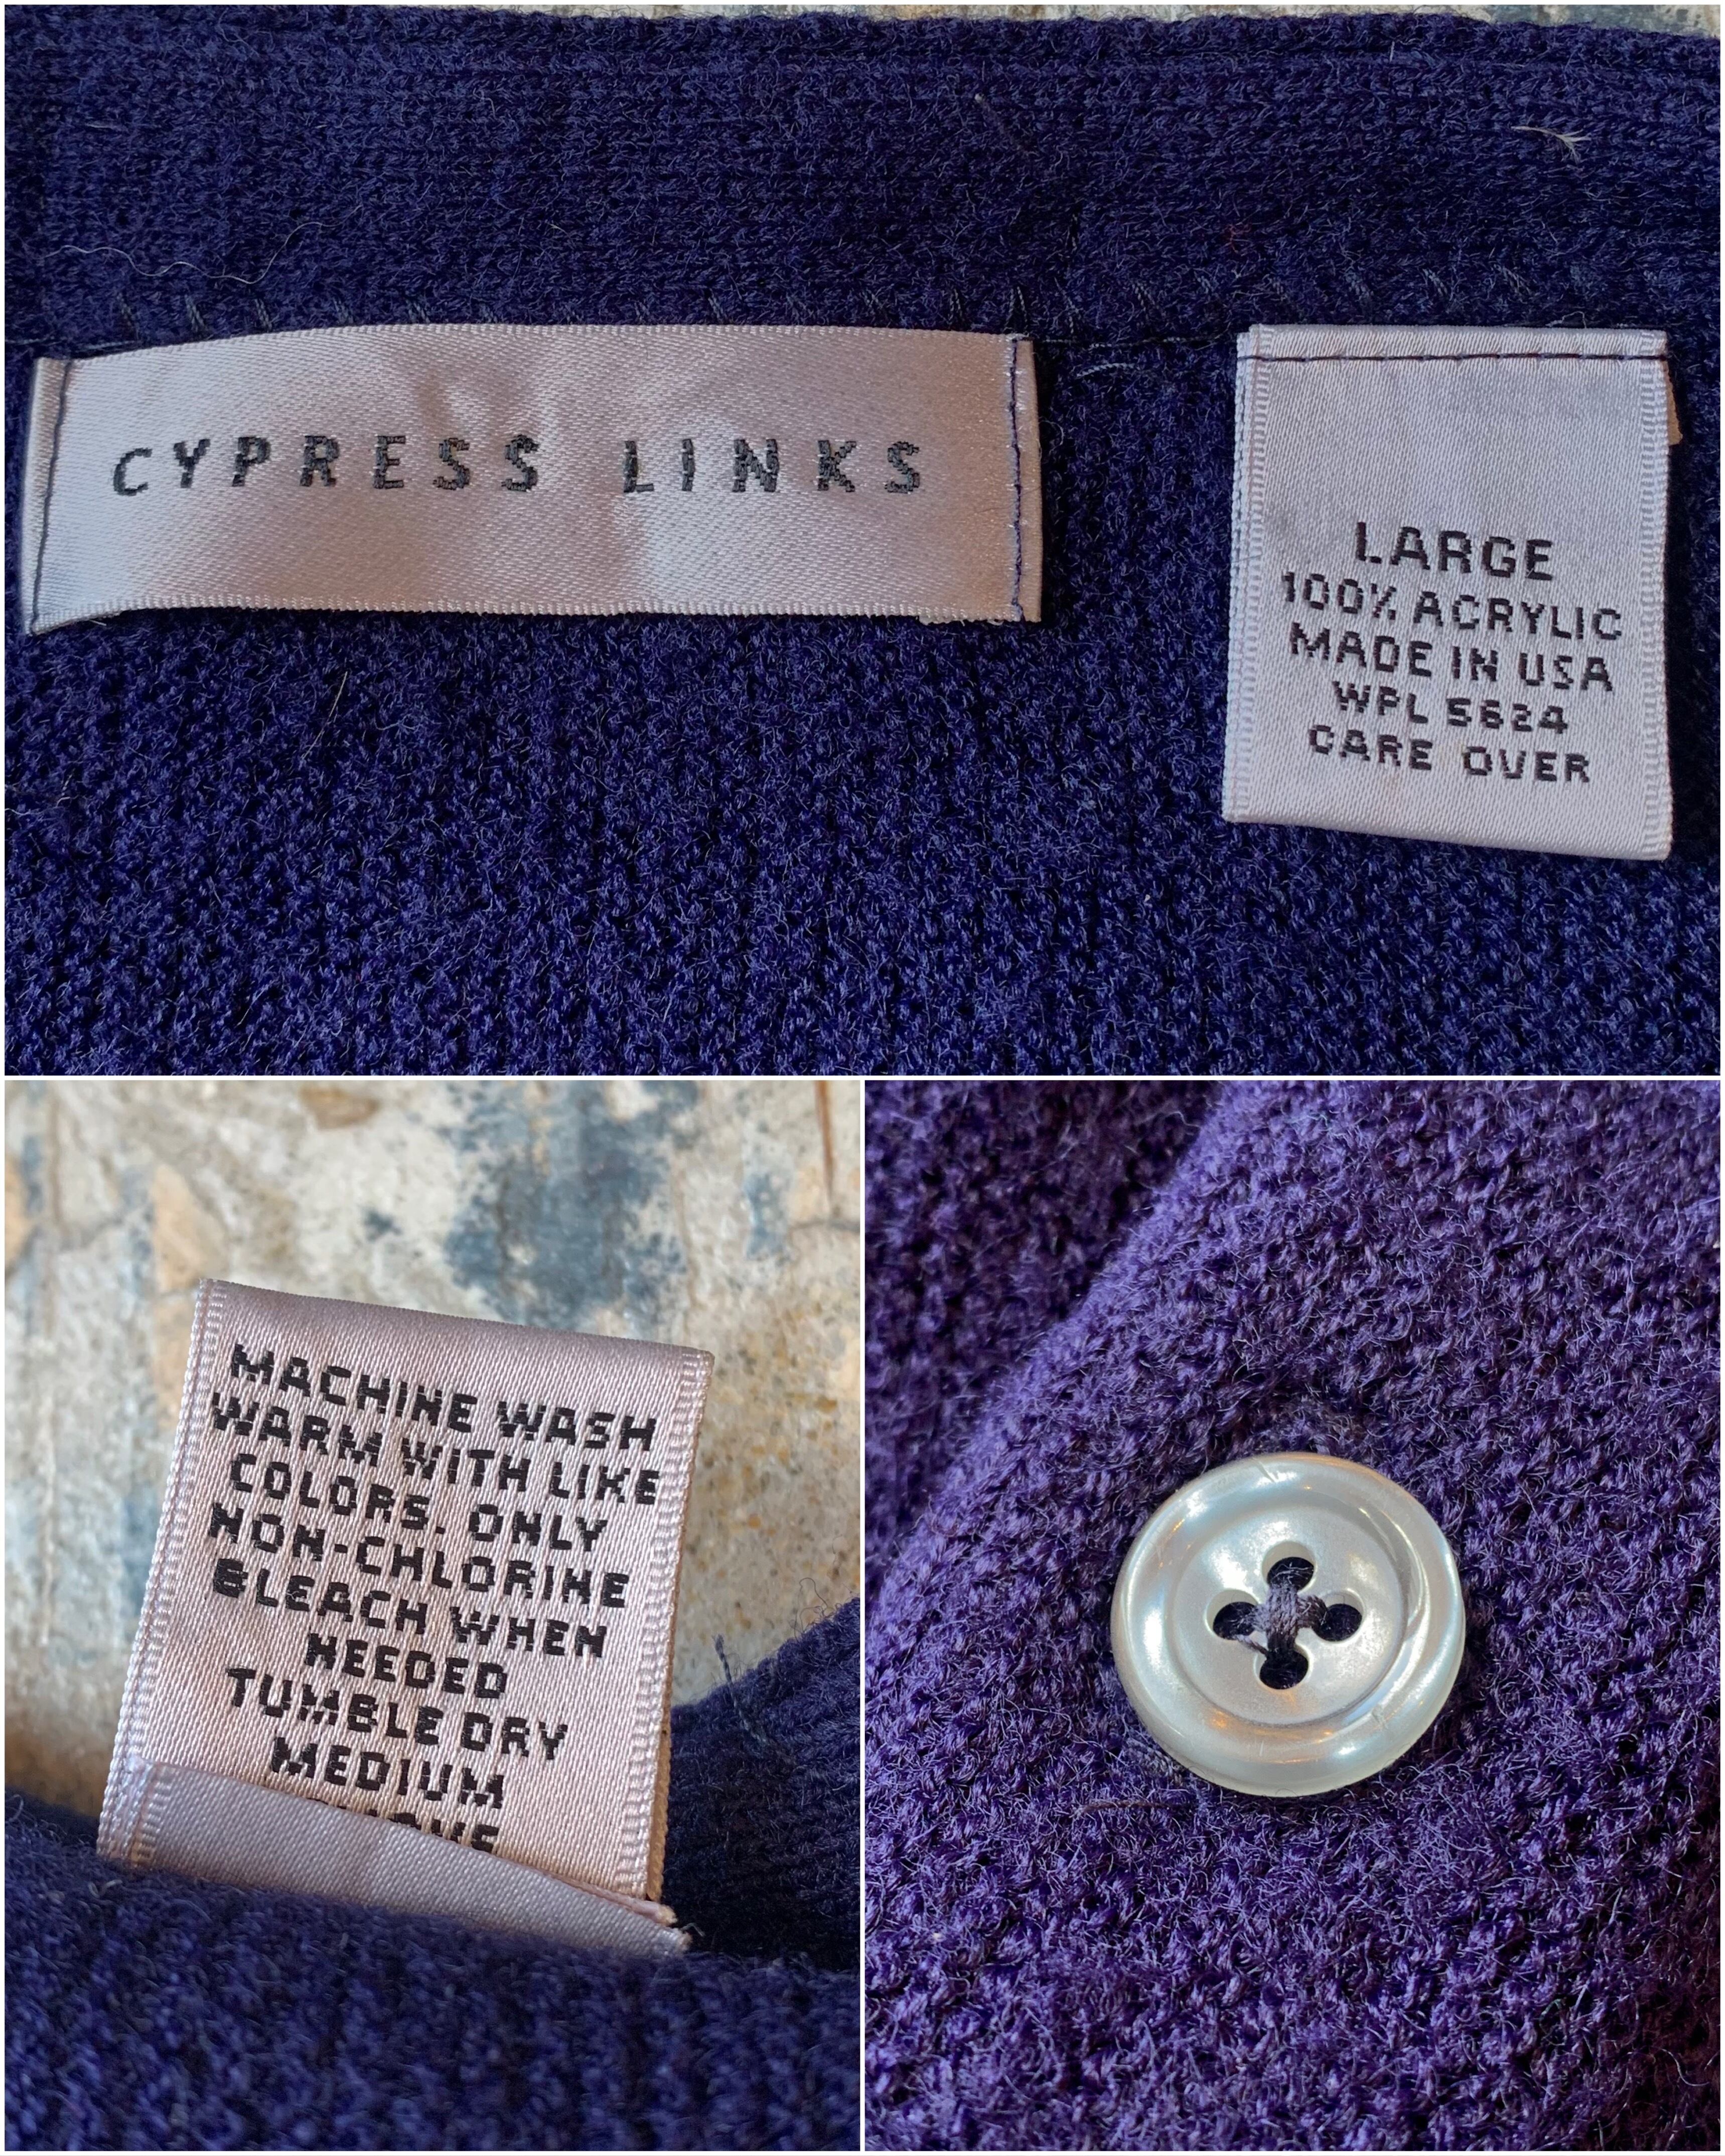 CYPRESS LINKS
LARGE
100% ACRYLIC
MADE IN USA
WPL 5624
CARE OVER
MACHINE WASH
WARM WITH LIKE
COLORS. ONLY
NON-CHLORINE
BLEACH WHEN
NEEDED
TUMBLE DRY
MEDIUM